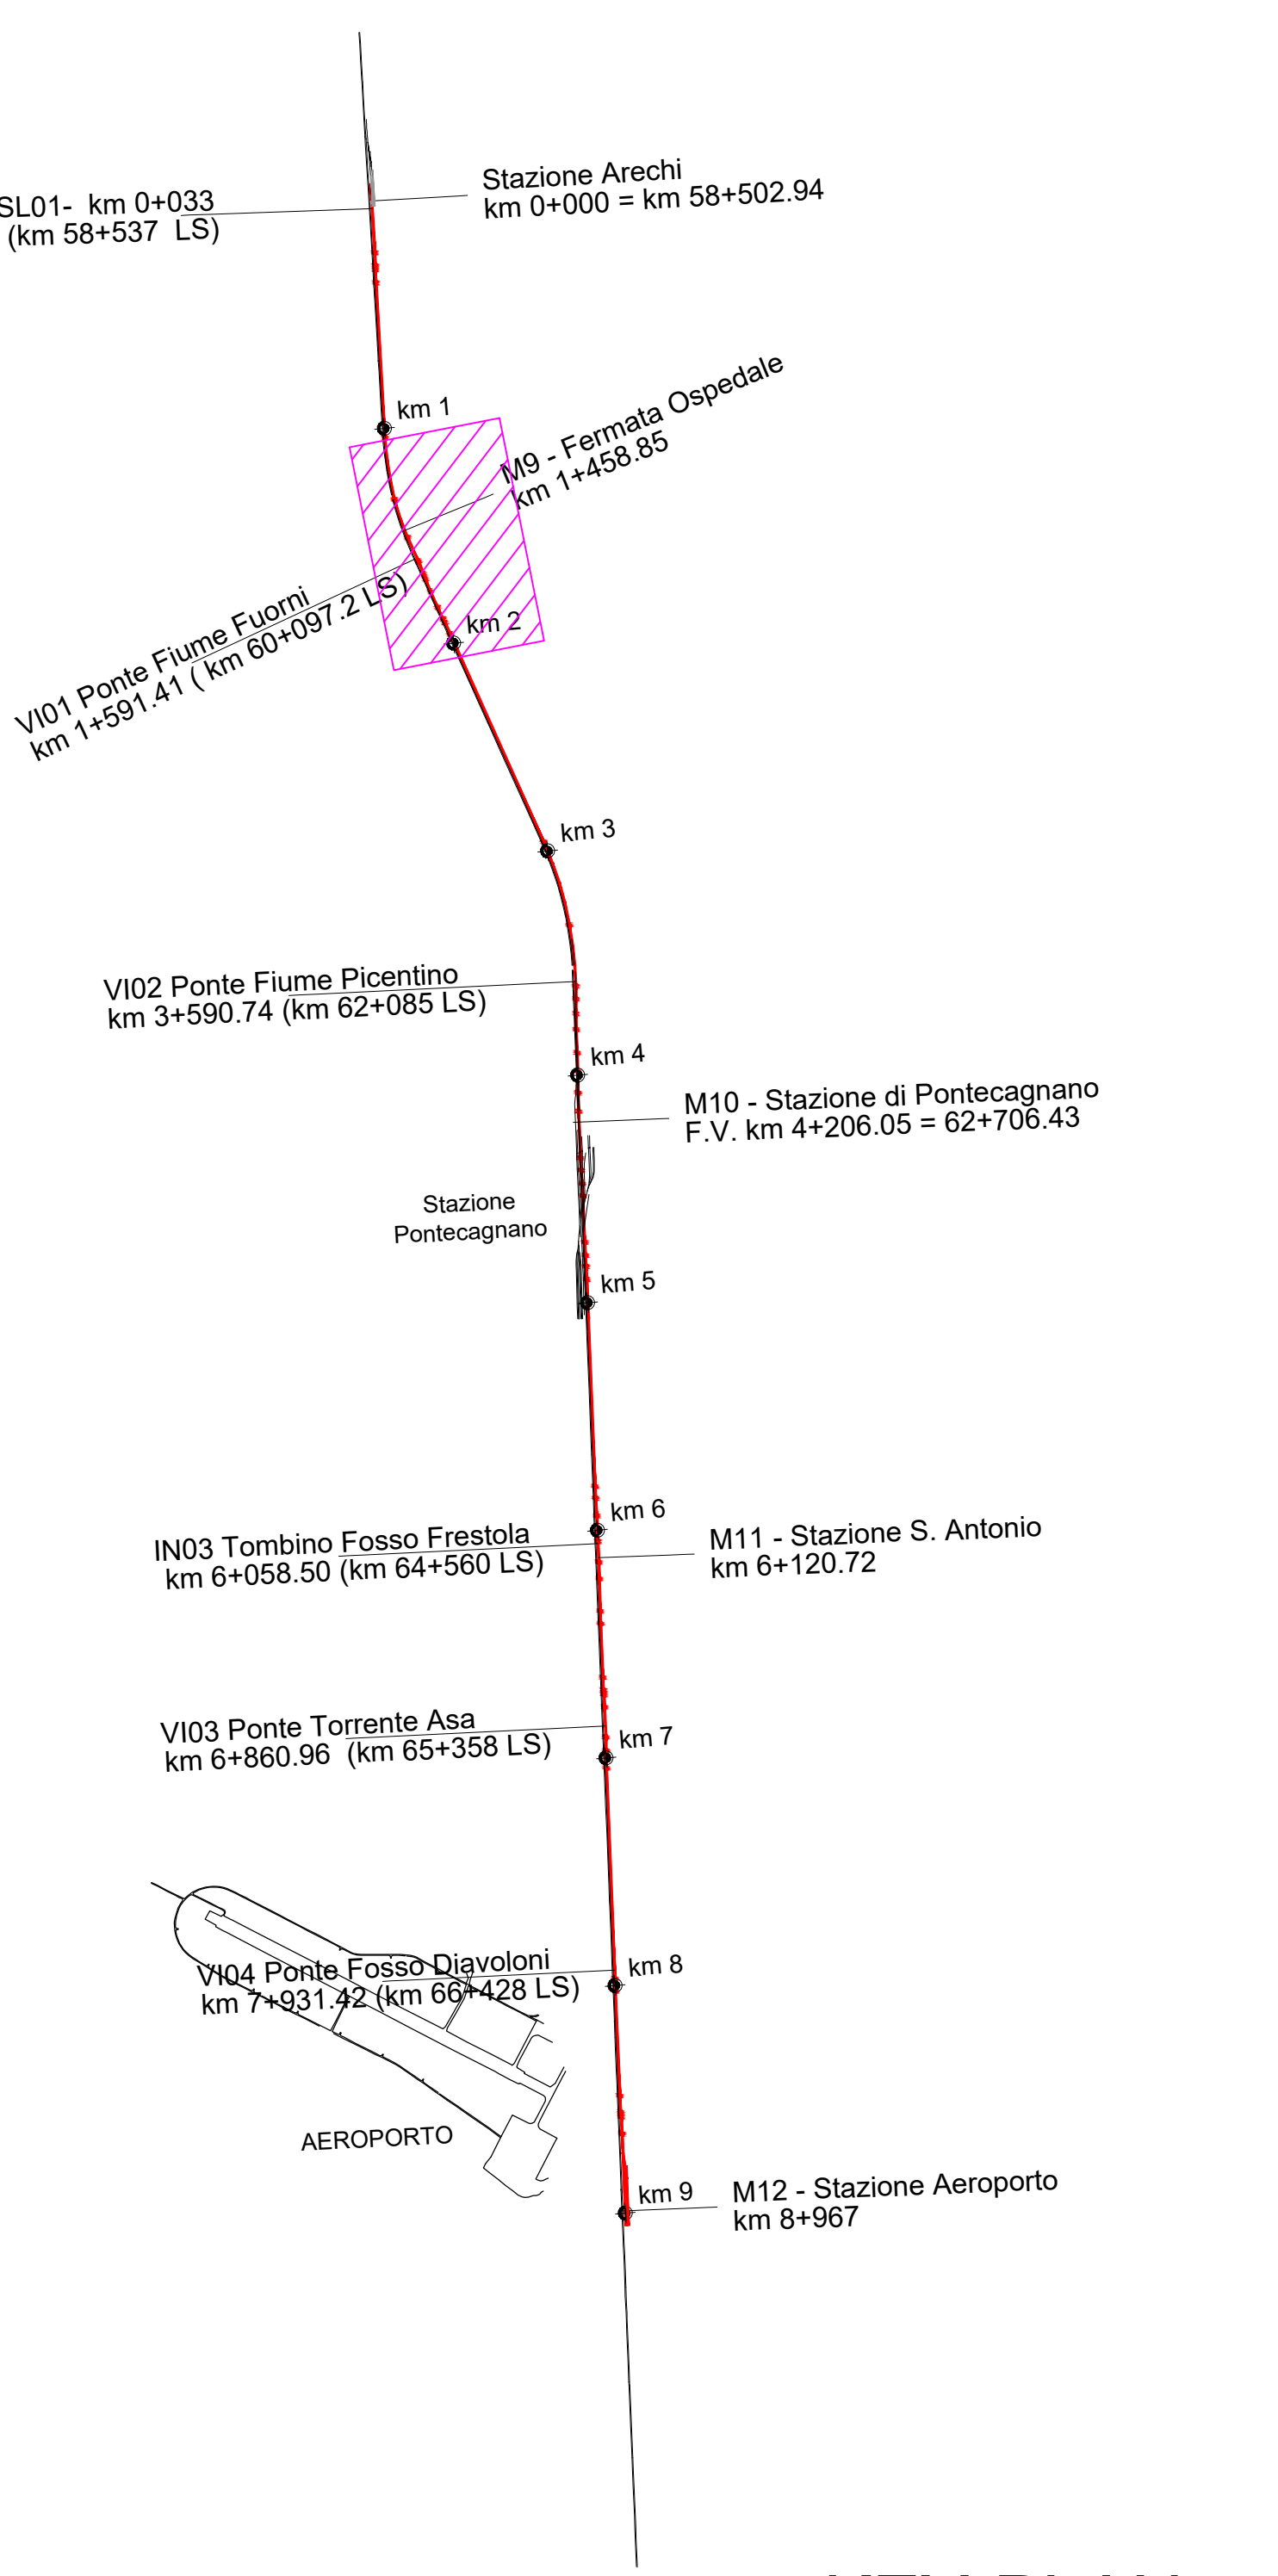 Stazione Arechi
km 0+000 = km 58+502.94
SL01-  km 0+033
(km 58+537  LS)
km 1
M9 - Fermata Ospedale
km 1+458.85
VI01 Ponte Fiume Fuorni
km 1+591.41 ( km 60+097.2 LS)
km 2
km 3
VI02 Ponte Fiume Picentino
km 3+590.74 (km 62+085 LS)
km 4
M10 - Stazione di Pontecagnano
F.V. km 4+206.05 = 62+706.43
Stazione
Pontecagnano
km 5
km 6
IN03 Tombino Fosso Frestola
km 6+058.50 (km 64+560 LS)
M11 - Stazione S. Antonio
km 6+120.72
VI03 Ponte Torrente Asa
km 6+860.96  (km 65+358 LS)
km 7
VI04 Ponte Fosso Diavoloni
km 7+931.42 (km 66+428 LS)
km 8
AEROPORTO
km 9
M12 - Stazione Aeroporto
km 8+967